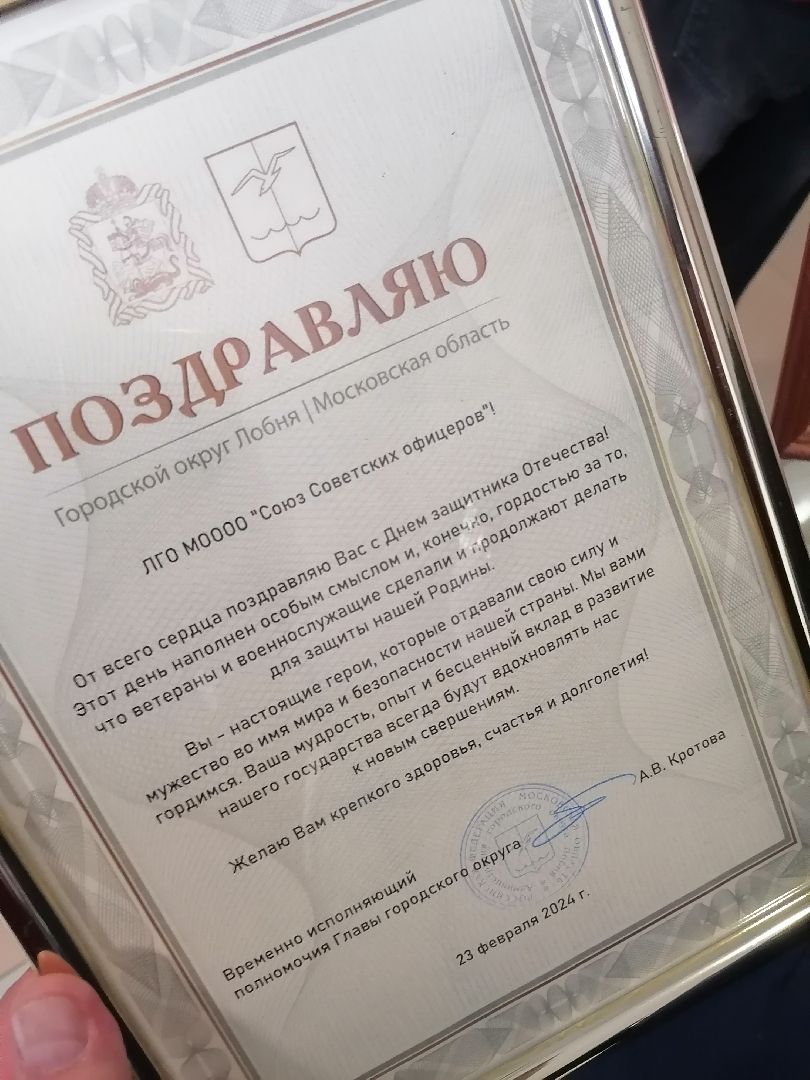 ПОЗДРАВЛЯЮ
Городской округ Лобня | Московская область
ЛГО МОООО "Союз Советских офицеров"!
От всего сердца поздравляю Вас с Днем защитника Отечества!
Этот день наполнен особым смыслом и, конечно, гордостью за то,
что ветераны и военнослужащие сделали и продолжают делать
для защиты нашей Родины.
Вы – настоящие герои, которые отдавали свою силу и
мужество во имя мира и безопасности нашей страны. Мы вами
гордимся. Ваша мудрость, опыт и бесценный вклад в развитие
нашего государства всегда будут вдохновлять нас
к новым свершениям.
Желаю Вам крепкого здоровья, счастья и долголетия!
Временно исполняющий
полномочия Главы городского округа
А.В. Кротова
23 февраля 2024 г.